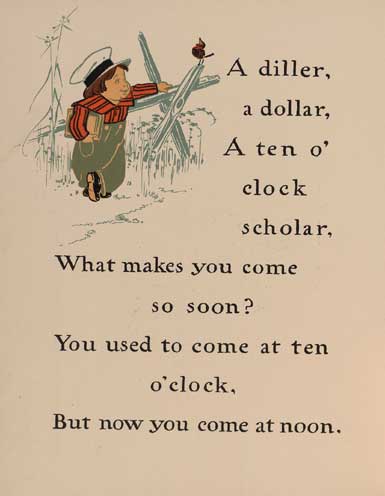 A diller,
a dollar,
A ten o'
clock
scholar,
What makes you come
so soon?
You used to come at ten
o'clock,
But now you come at noon.